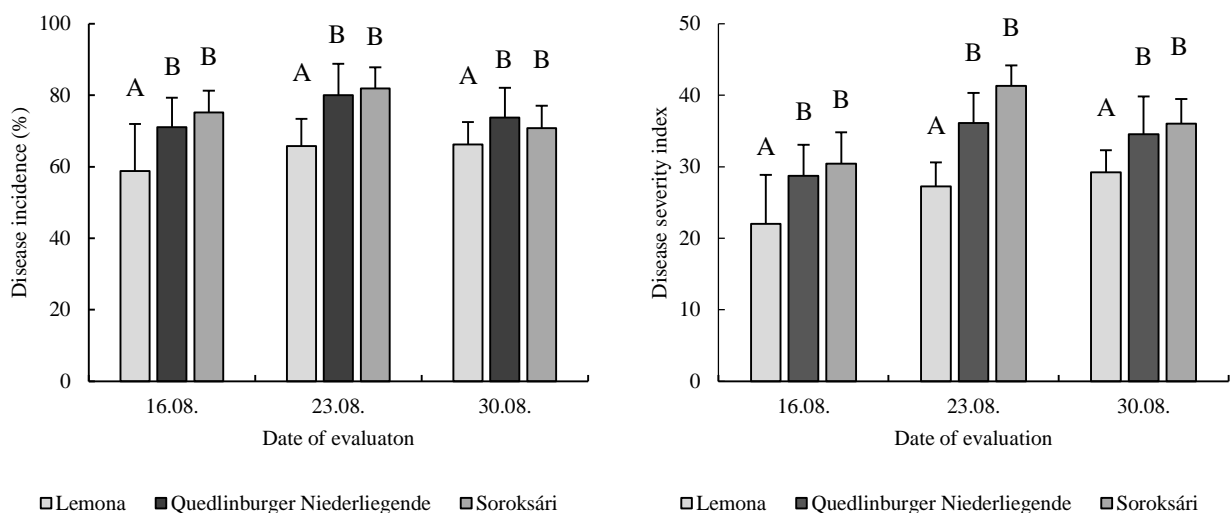 Disease incidence (%)
100
80
60
40
20
0
A B B
A B B
A B B
16.08. 23.08. 30.08.
Date of evaluaton
Lemona Quedlinburger Niederliegende Soroksári
Disease severity index
50
40
30
20
10
0
A B B
A B B
A B B
16.08. 23.08. 30.08.
Date of evaluation
Lemona Quedlinburger Niederliegende Soroksári